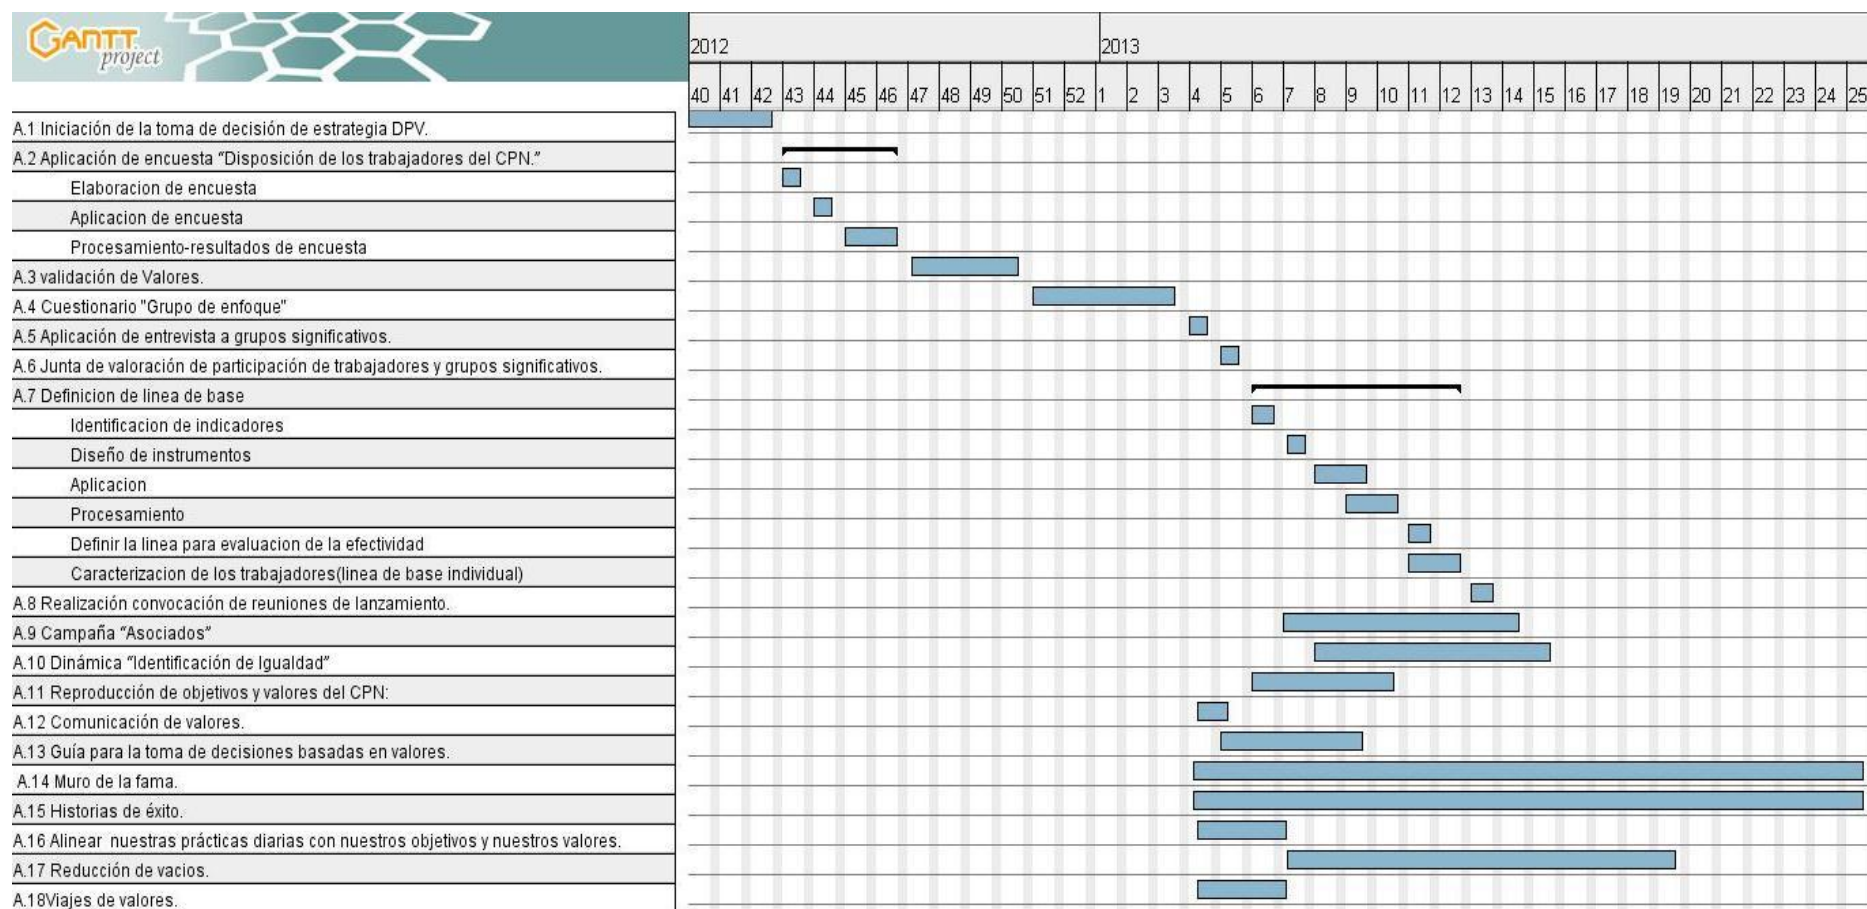 GANTT
project
2012 2013
40 41 42 43 44 45 46 47 48 49 50 51 52 1 2 3 4 5 6 7 8 9 10 11 12 13 14 15 16 17 18 19 20 21 22 23 24 25
A.1 Iniciación de la toma de decisión de estrategia DPV.
A.2 Aplicación de encuesta “Disposición de los trabajadores del CPN.”
Elaboracion de encuesta
Aplicacion de encuesta
Procesamiento-resultados de encuesta
A.3 validación de Valores.
A.4 Cuestionario "Grupo de enfoque"
A.5 Aplicación de entrevista a grupos significativos.
A.6 Junta de valoración de participación de trabajadores y grupos significativos.
A.7 Definicion de linea de base
Identificacion de indicadores
Diseño de instrumentos
Aplicacion
Procesamiento
Definir la linea para evaluacion de la efectividad
Caracterizacion de los trabajadores(linea de base individual)
A.8 Realización convocación de reuniones de lanzamiento.
A.9 Campaña “Asociados”
A.10 Dinámica “Identificación de Igualdad”
A.11 Reproducción de objetivos y valores del CPN:
A.12 Comunicación de valores.
A.13 Guía para la toma de decisiones basadas en valores.
A.14 Muro de la fama.
A.15 Historias de éxito.
A.16 Alinear nuestras prácticas diarias con nuestros objetivos y nuestros valores.
A.17 Reducción de vacios.
A.18Viajes de valores.